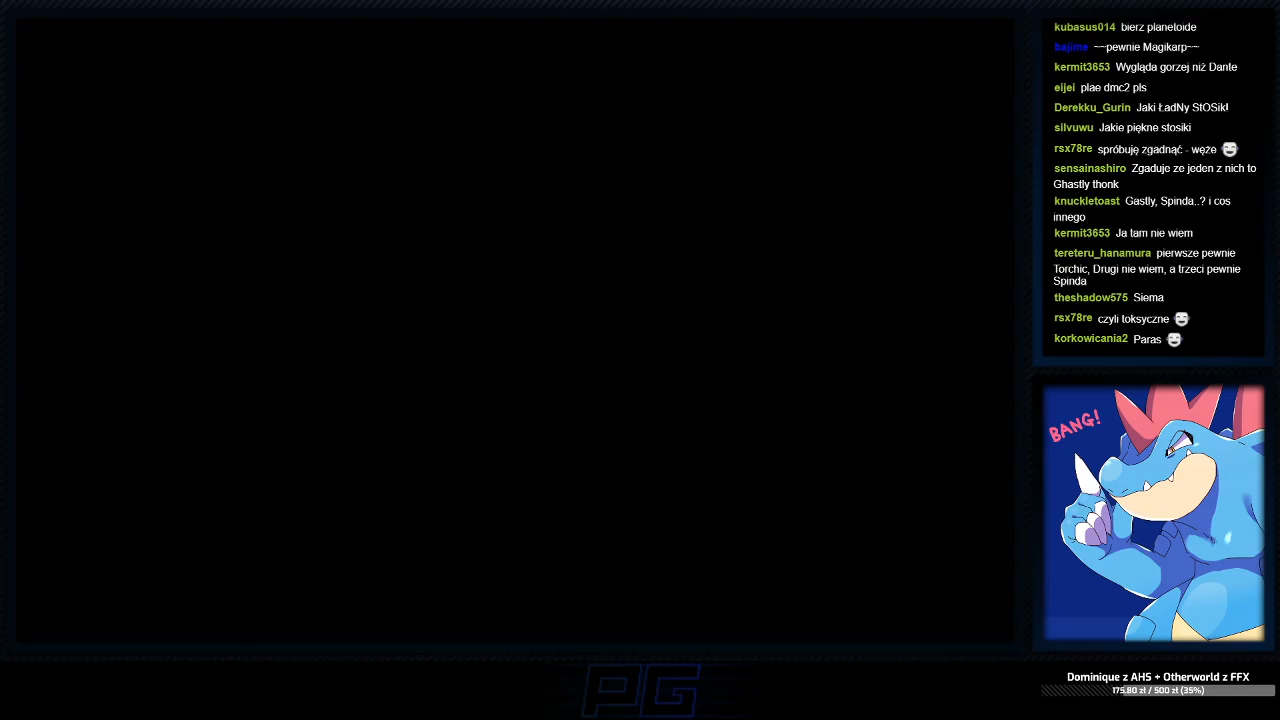 kubasus014 bierz planetoide
bajime ~~pewnie Magikarp~~
kermit3653 Wygląda gorzej niż Dante
eijei plae dmc2 pls
Derekku_Gurin Jaki ŁadNy StOSik!
silvuwu Jakie piękne stosiki
rsx78re spróbuję zgadnąć - węże
sensainashiro Zgaduje ze jeden z nich to
Ghastly thonk
knuckletoast Gastly, Spinda..? i cos
innego
kermit3653 Ja tam nie wiem
tereteru_hanamura pierwsze pewnie
Torchic, Drugi nie wiem, a trzeci pewnie
Spinda
theshadow575 Siema
rsx78re czyli toksyczne
korkowicania2 Paras
BANG!
PG
Dominique z AHS + Otherworld z FFX
175.80 zł / 500 zł (35%)